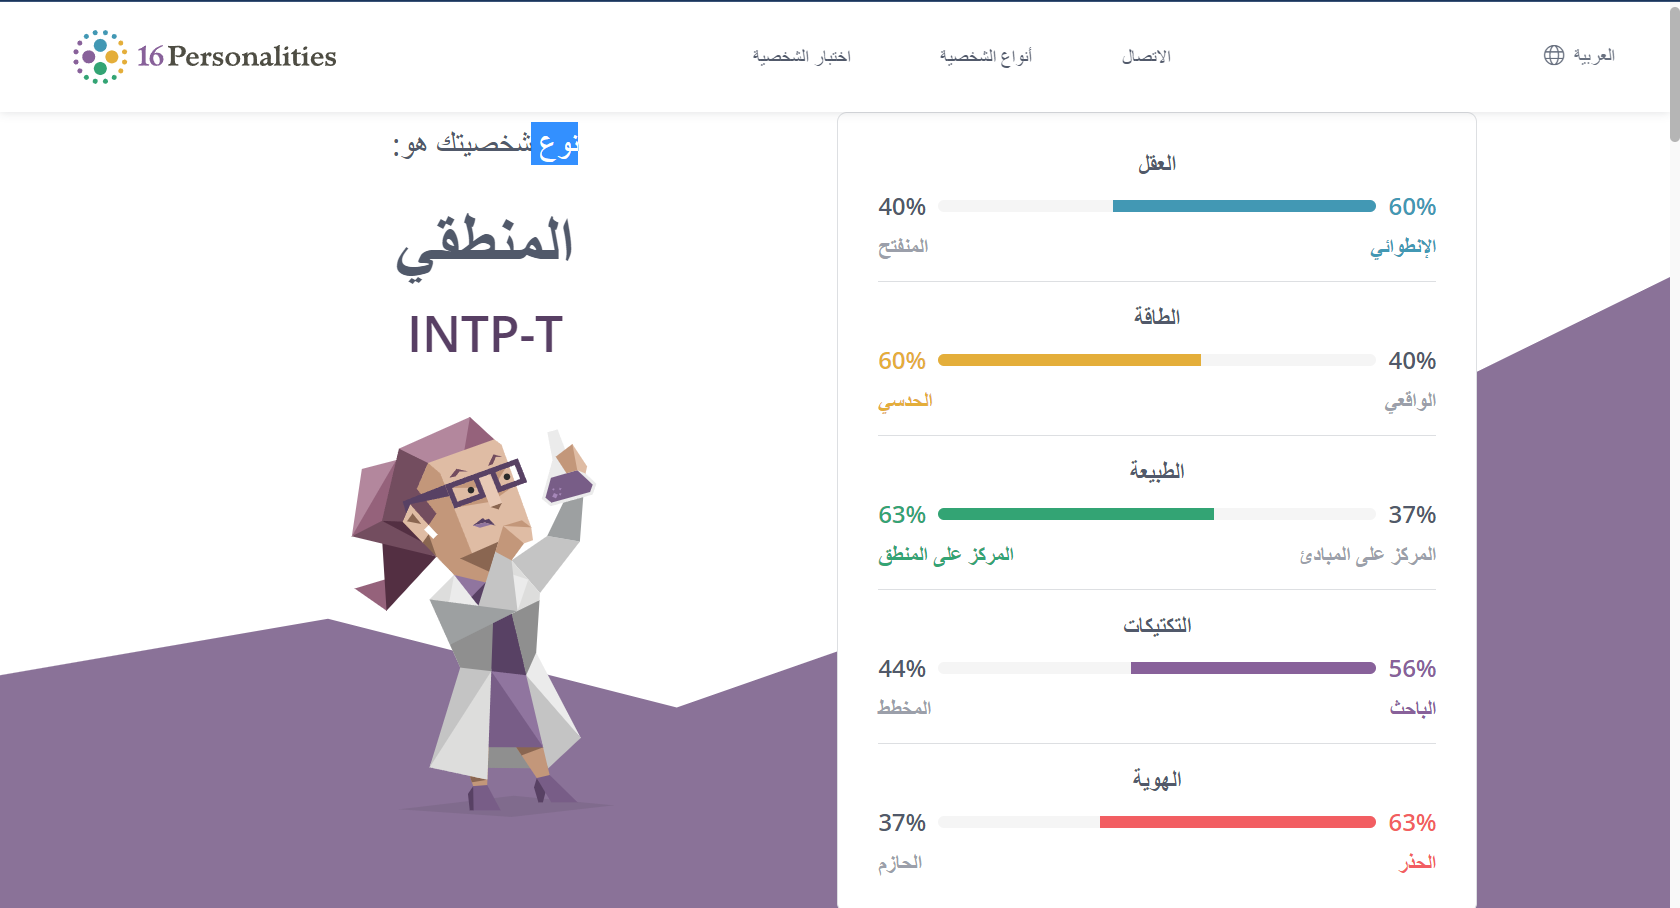 16Personalities
اختبار الشخصية
أنواع الشخصية
الاتصال
العربية
نوع شخصيتك هو:
المنطقي
INTP-T
العقل
40% 60%
المنفتح الإنطوائي
الطاقة
60% 40%
الحدسي الواقعي
الطبيعة
63% 37%
المركز على المنطق المركز على المبادئ
التكتيكات
44% 56%
المخطط الباحث
الهوية
37% 63%
الحازم الحذر